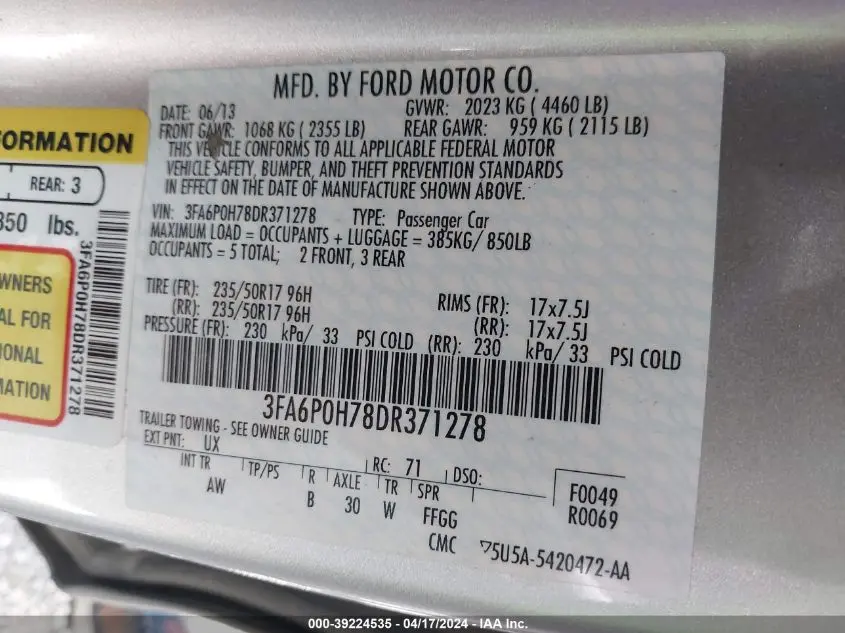 MFD. BY FORD MOTOR CO.
DATE: 06/13 GVWR: 2023 KG ( 4460 LB)
FRONT GAWR: 1068 KG ( 2355 LB) REAR GAWR: 959 KG ( 2115 LB)
THIS VEHICLE CONFORMS TO ALL APPLICABLE FEDERAL MOTOR
VEHICLE SAFETY, BUMPER, AND THEFT PREVENTION STANDARDS
IN EFFECT ON THE DATE OF MANUFACTURE SHOWN ABOVE.
VIN: 3FA6P0H78DR371278 TYPE: Passenger Car
MAXIMUM LOAD = OCCUPANTS + LUGGAGE = 385KG/ 850LB
OCCUPANTS = 5 TOTAL; 2 FRONT, 3 REAR
TIRE (FR): 235/50R17 96H RIMS (FR): 17x7.5J
(RR): 235/50R17 96H (RR): 17x7.5J
PRESSURE (FR): 230 kPa/ 33 PSI COLD (RR): 230 kPa/ 33 PSI COLD
3FA6P0H78DR371278
TRAILER TOWING - SEE OWNER GUIDE
EXT PNT: UX RC: 71 DSO:
INT TR TP/PS R AXLE TR SPR F0049
AW B 30 W FFGG R0069
CMC 75U5A-5420472-AA
FORMATION
REAR: 3
850 lbs.
WNERS
AL FOR
IONAL
MATION
3FA6P0H78DR371278
000-39224535 - 04/17/2024 - IAAI Inc.